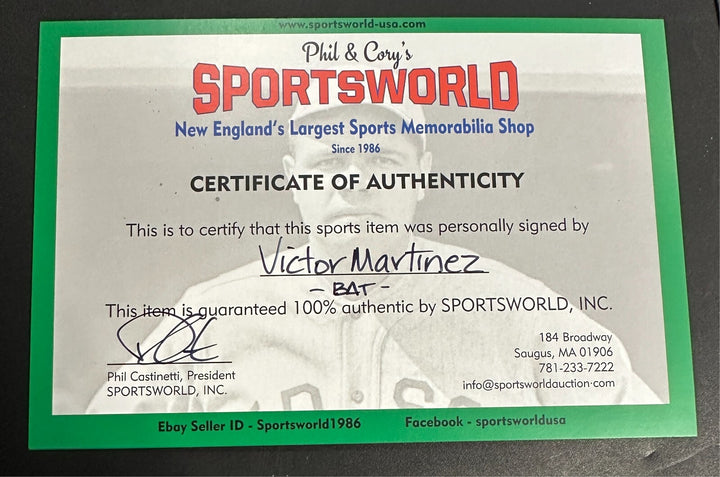 www.sportsworld-usa.com
Phil & Cory's
SPORTSWORLD
New England's Largest Sports Memorabilia Shop
Since 1986
CERTIFICATE OF AUTHENTICITY
This is to certify that this sports item was personally signed by
Victor Martinez
- BAT -
This item is guaranteed 100% authentic by SPORTSWORLD, INC.
Phil Castinetti, President
SPORTSWORLD, INC.
184 Broadway
Saugus, MA 01906
781-233-7222
info@sportsworldauction.com
Ebay Seller ID - Sportsworld1986
Facebook - sportsworldusa